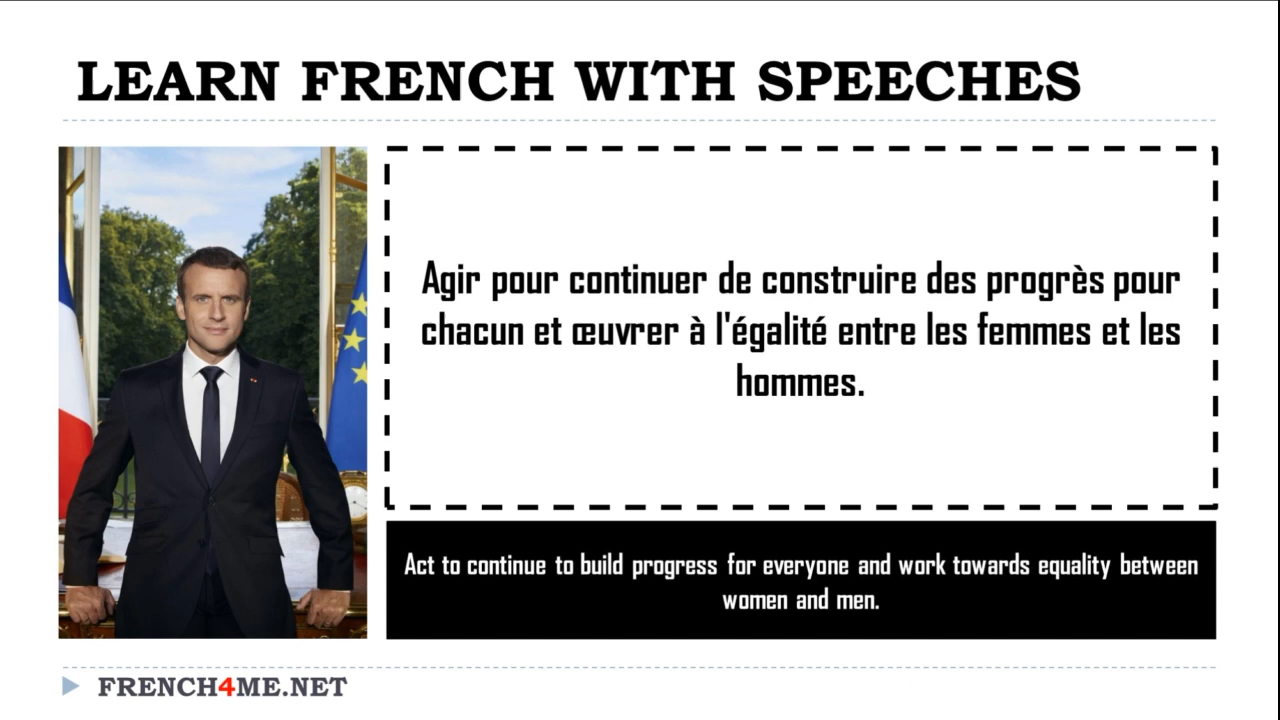 LEARN FRENCH WITH SPEECHES
Agir pour continuer de construire des progrès pour
chacun et œuvrer à l'égalité entre les femmes et les
hommes.
Act to continue to build progress for everyone and work towards equality between
women and men.
FRENCH4ME.NET